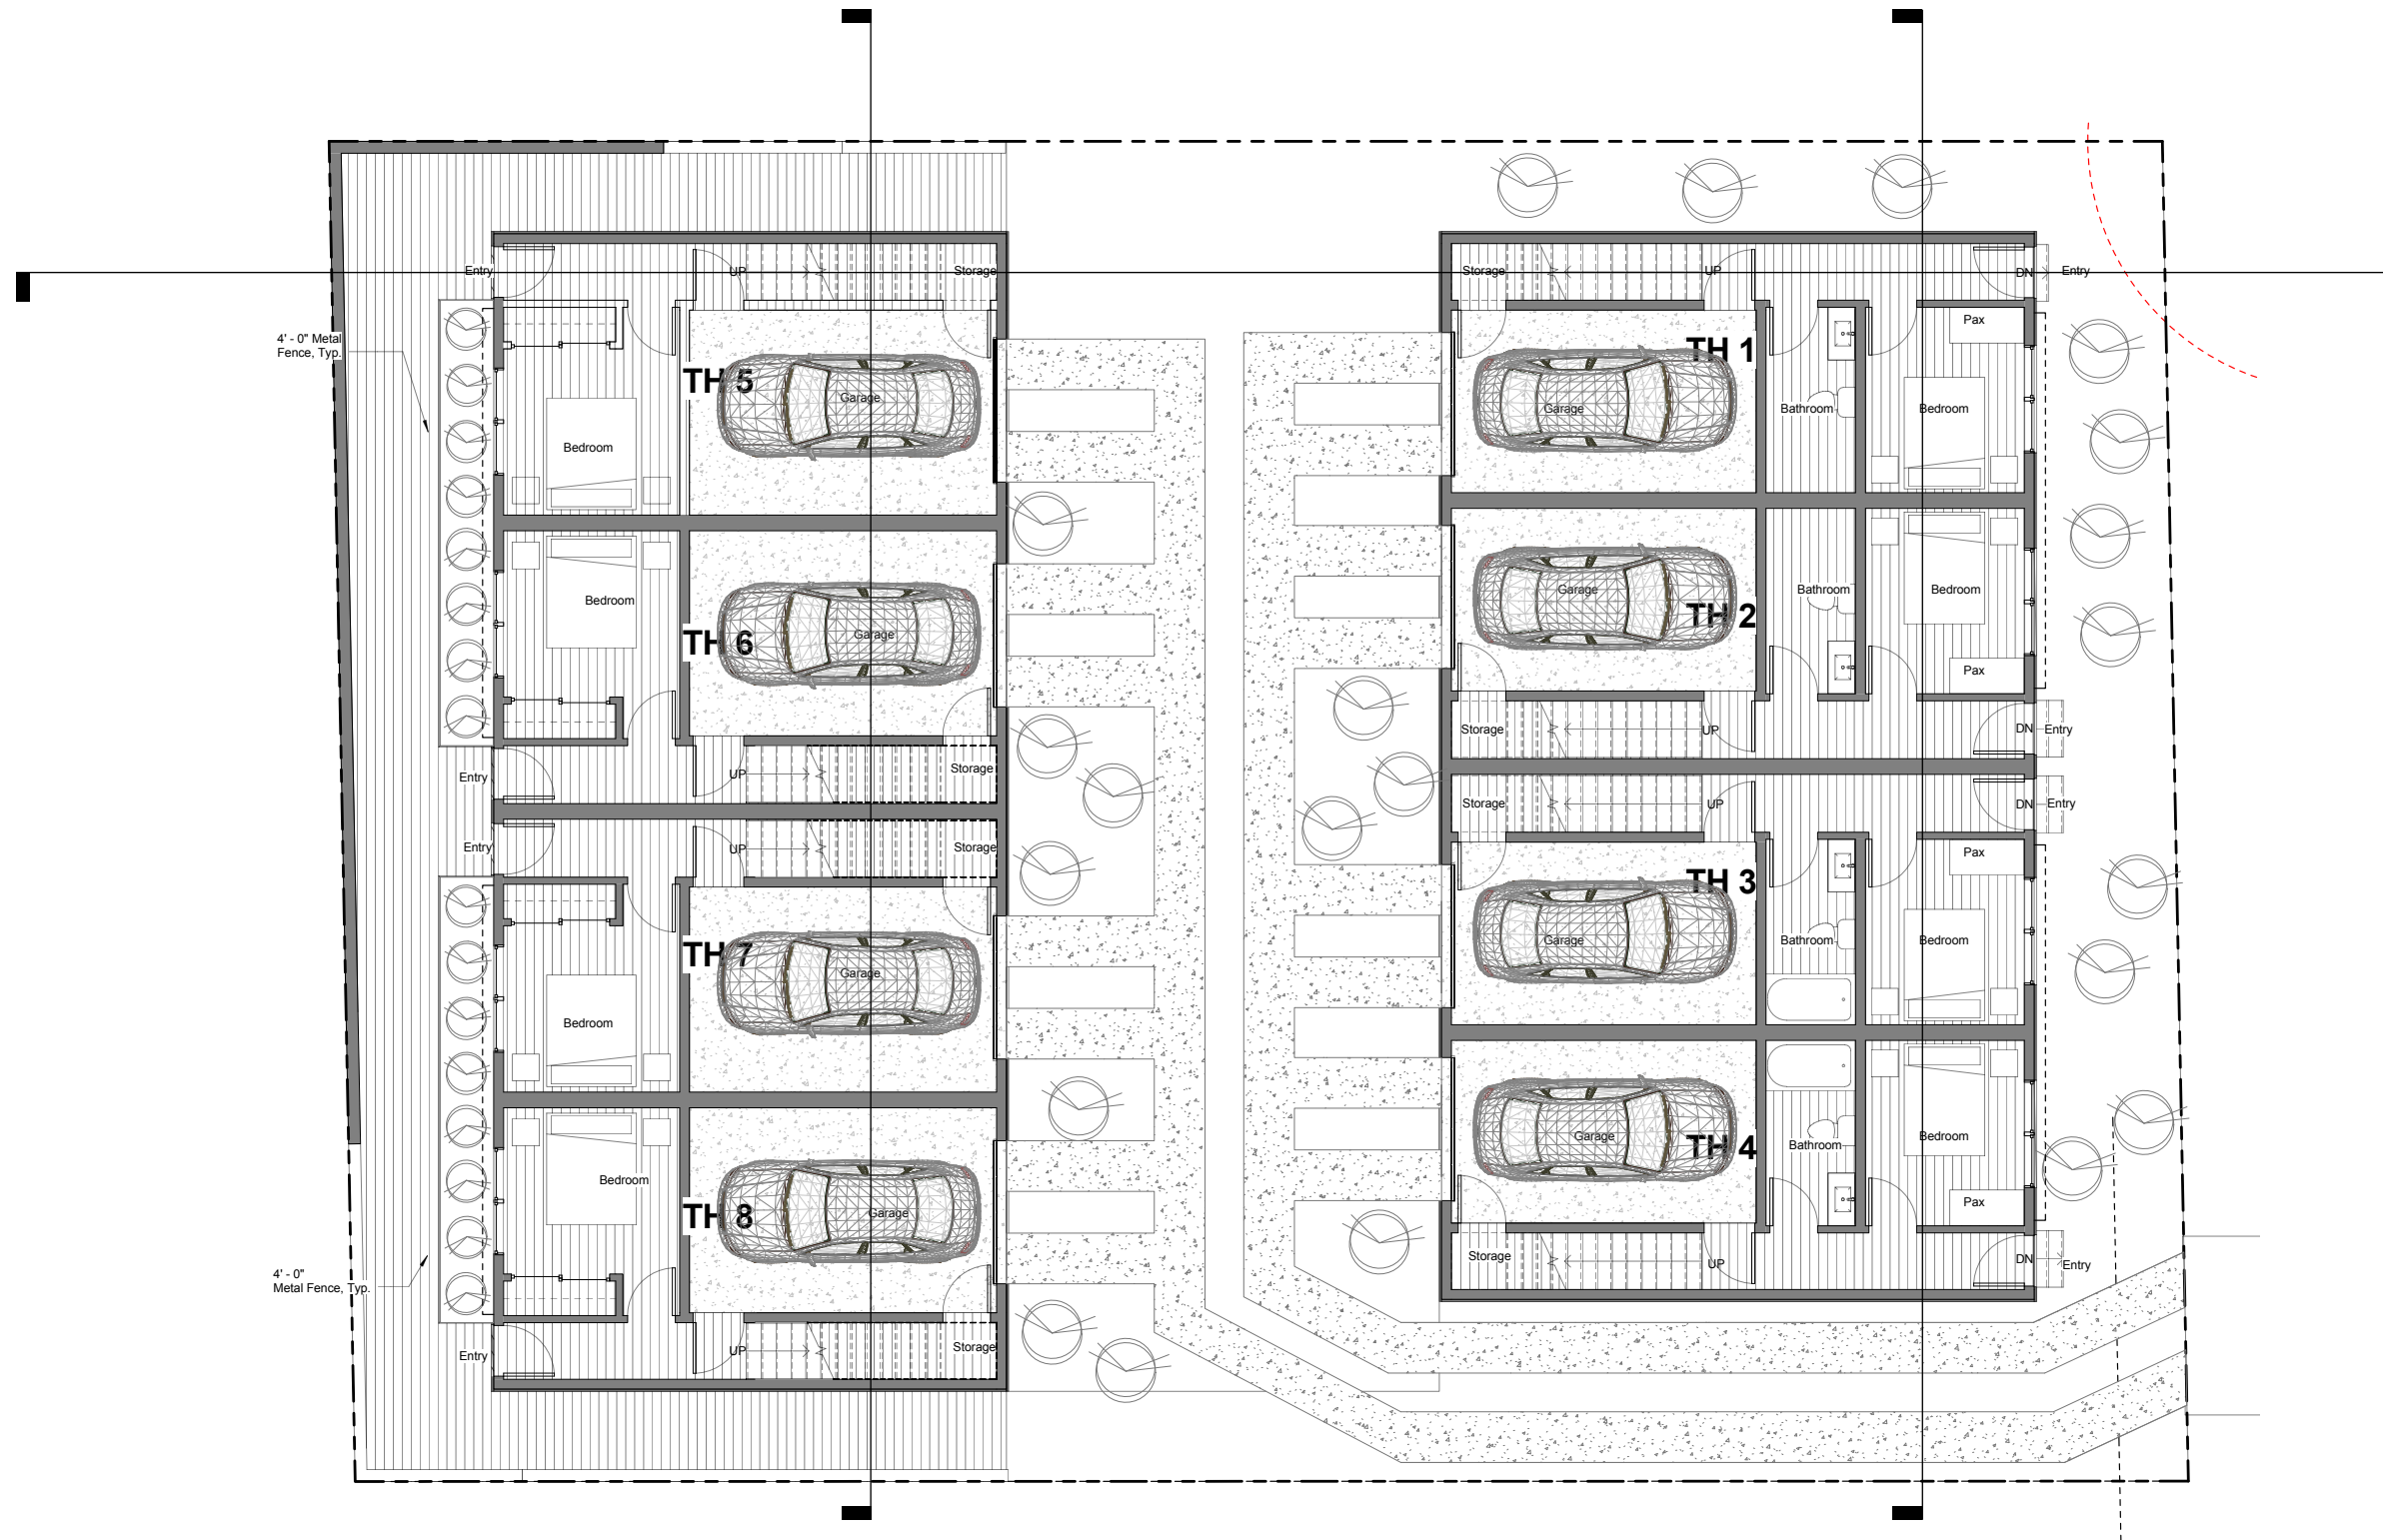 Entry
UP
Storage
Storage
UP
DN
Entry
4' - 0" Metal
Fence, Typ.
Pax
TH 1
TH 5
Garage
Garage
Bathroom
Bedroom
Bedroom
Bedroom
TH 6
Garage
Garage
TH 2
Bathroom
Bedroom
Pax
Entry
UP
Storage
Storage
UP
DN
Entry
Entry
UP
Storage
Storage
UP
DN
Entry
Pax
TH 3
TH 7
Garage
Garage
Bathroom
Bedroom
Bedroom
Bedroom
TH 8
Garage
Garage
TH 4
Bathroom
Bedroom
Pax
4' - 0"
Metal Fence, Typ.
Entry
UP
Storage
Storage
UP
DN
Entry